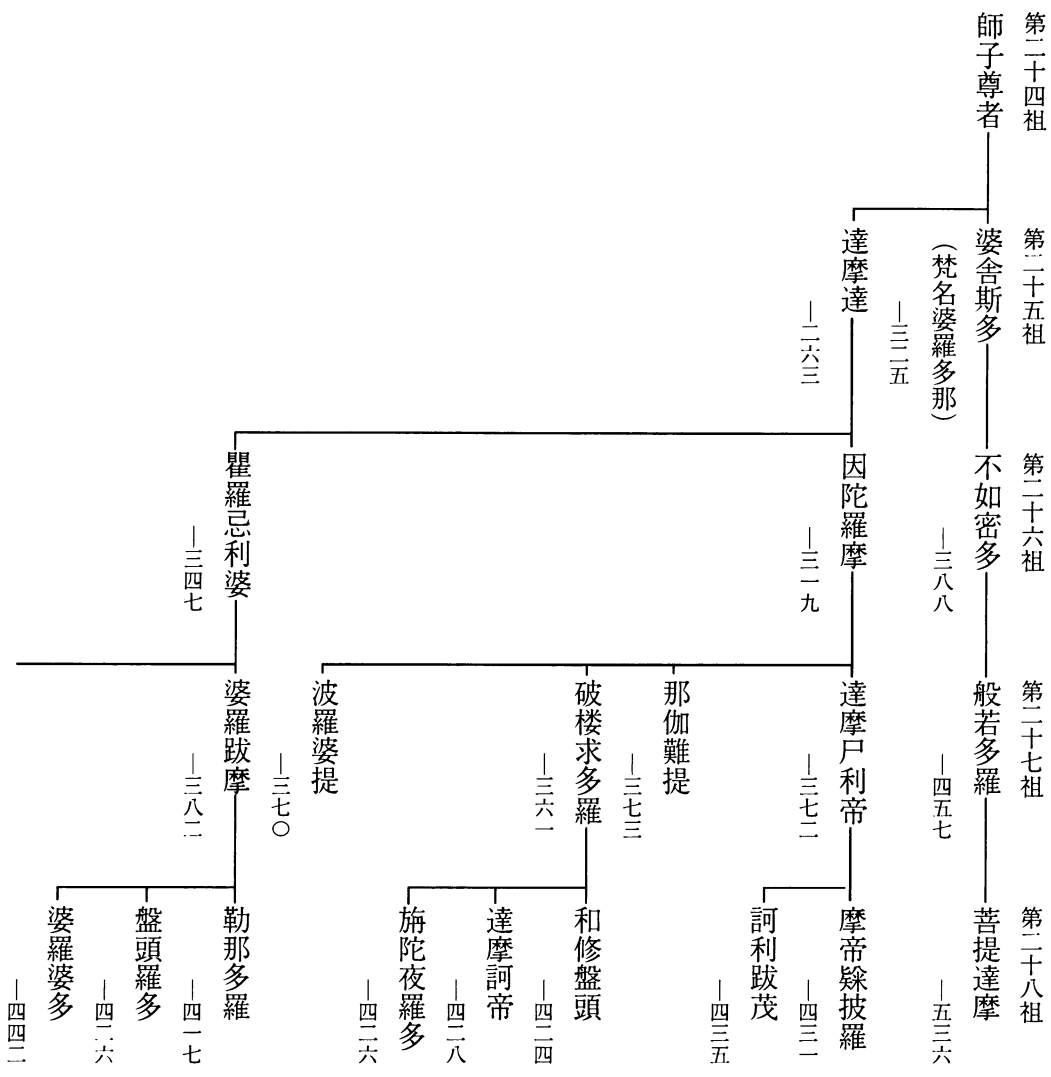 第二十四祖
師子尊者
第二十五祖
婆舎斯多
(梵名婆羅多那)
—三二五
達摩達
—二六三
第二十六祖
不如密多
—三八八
因陀羅摩
—三一九
瞿羅忌利婆
—三四七
第二十七祖
般若多羅
—四五七
達摩尸利帝
—三七二
那伽難提
—三七三
破楼求多羅
—三六一
波羅婆提
—三七〇
婆羅跋摩
—三八二
第二十八祖
菩提達摩
—五三六
摩帝隸披羅
—四三一
訶利跋茂
—四三五
和修盤頭
—四二四
達摩訶帝
—四二八
旃陀夜羅多
—四二六
勒那多羅
—四一七
盤頭羅多
—四二六
婆羅婆多
—四四二